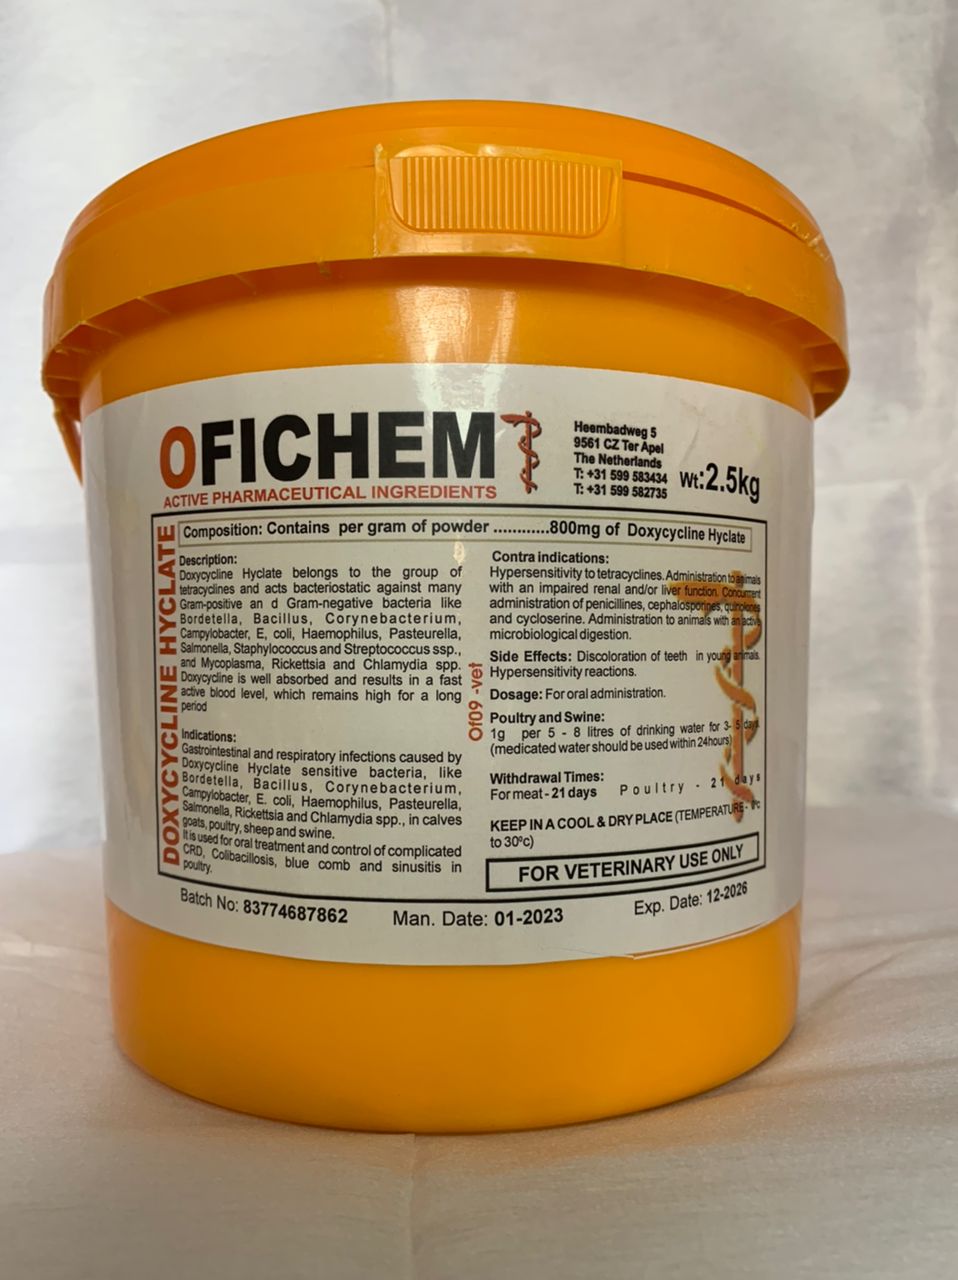 OFICHEM
ACTIVE PHARMACEUTICAL INGREDIENTS
Heembadweg 5
9561 CZ Ter Apel
The Netherlands
T: +31 599 583434
T: +31 599 582735
Wt:2.5kg
Composition: Contains per gram of powder ............800mg of Doxycycline Hyclate
DOXYCYCLINE HYCLATE
Description:
Doxycycline Hyclate belongs to the group of
tetracyclines and acts bacteriostatic against many
Gram-positive an d Gram-negative bacteria like
Bordetella, Bacillus, Corynebacterium,
Campylobacter, E, coli, Haemophilus, Pasteurella,
Salmonella, Staphylococcus and Streptococcus ssp.,
and Mycoplasma, Rickettsia and Chlamydia spp.
Doxycycline is well absorbed and results in a fast
active blood level, which remains high for a long
period
Indications:
Gastrointestinal and respiratory infections caused by
Doxycycline Hyclate sensitive bacteria, like
Bordetella, Bacillus, Corynebacterium,
Campylobacter, E. coli, Haemophilus, Pasteurella,
Salmonella, Rickettsia and Chlamydia spp., in calves
goats, poultry, sheep and swine.
It is used for oral treatment and control of complicated
CRD, Colibacillosis, blue comb and sinusitis in
poultry.
Of09 -vet
Contra indications:
Hypersensitivity to tetracyclines. Administration to animals
with an impaired renal and/or liver function. Concurrent
administration of penicillines, cephalosporines, quinolones
and cycloserine. Administration to animals with an active
microbiological digestion.
Side Effects: Discoloration of teeth in young animals.
Hypersensitivity reactions.
Dosage: For oral administration.
Poultry and Swine:
1g per 5 - 8 litres of drinking water for 3- 5 days
(medicated water should be used within 24hours)
Withdrawal Times:
For meat - 21 days Poultry - 21 days
KEEP IN A COOL & DRY PLACE (TEMPERATURE - 0°c
to 30°c)
FOR VETERINARY USE ONLY
Batch No: 83774687862
Man. Date: 01-2023
Exp. Date: 12-2026